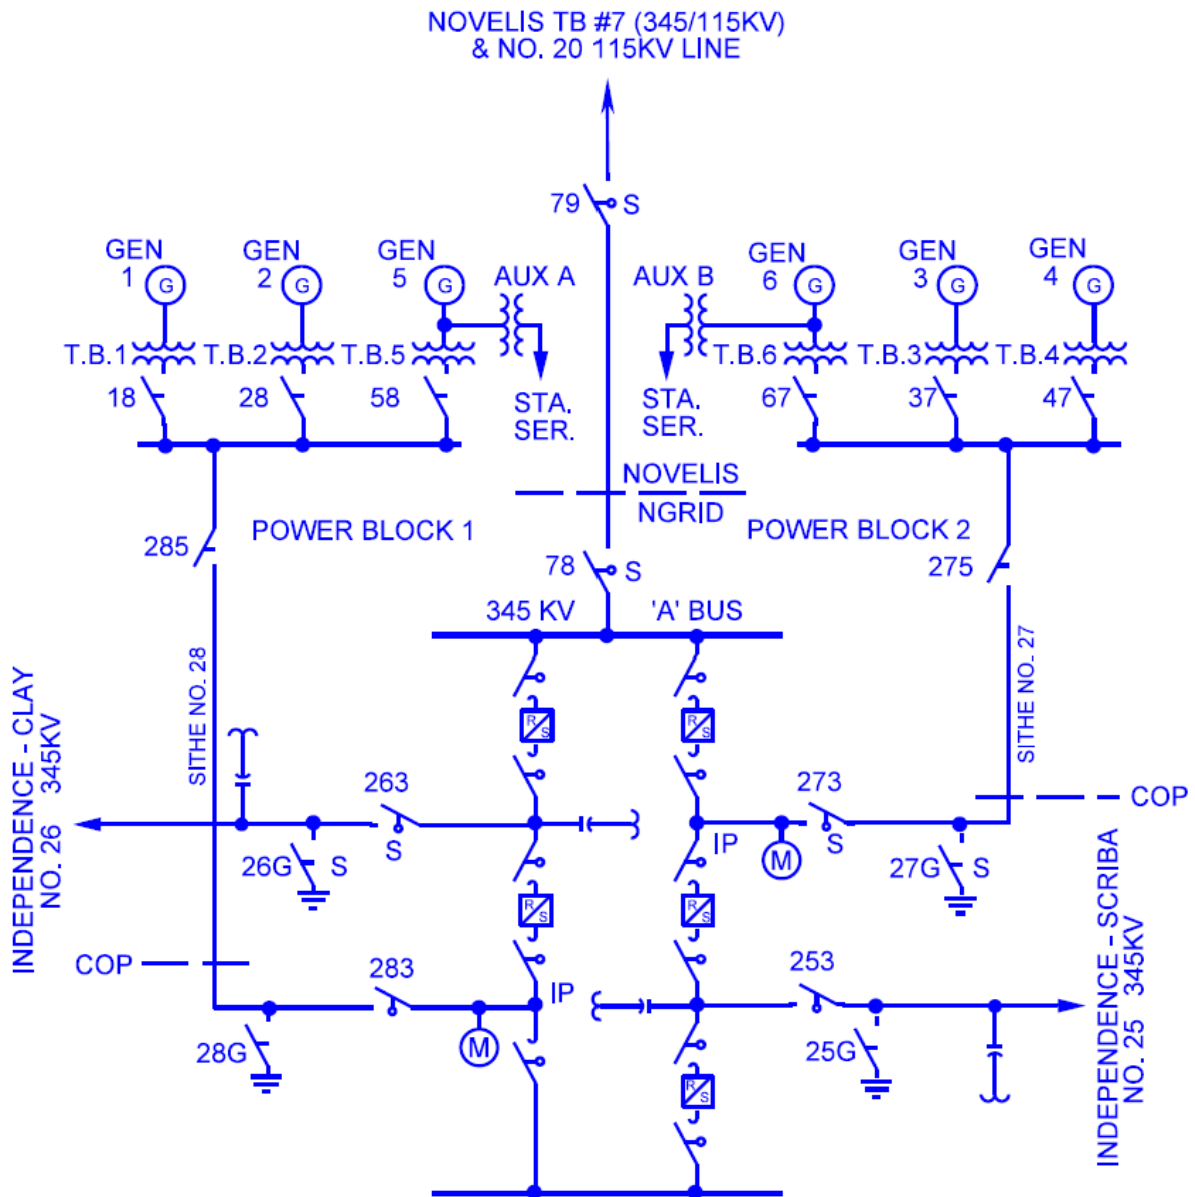 NOVELIS TB #7 (345/115KV)
& NO. 20 115KV LINE
79
S
GEN
1
G
GEN
2
G
GEN
5
G
AUX A
AUX B
GEN
6
G
GEN
3
G
GEN
4
G
T.B.1
T.B.2
T.B.5
T.B.6
T.B.3
T.B.4
18
28
58
STA.
SER.
STA.
SER.
67
37
47
NOVELIS
NGRID
POWER BLOCK 1
POWER BLOCK 2
285
275
78
S
345 KV
'A' BUS
SITHE NO. 28
SITHE NO. 27
R/S
R/S
INDEPENDENCE - CLAY
NO. 26 345KV
263
S
273
S
COP
IP
M
26G
S
27G
S
R/S
R/S
COP
283
IP
253
28G
M
25G
INDEPENDENCE - SCRIBA
NO. 25 345KV
R/S